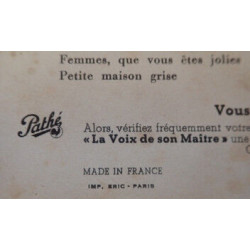 Femmes, que vous êtes jolies
Petite maison grise
Vous
Pathé
Alors, vérifiez fréquemment votre
« La Voix de son Maître » une
MADE IN FRANCE
IMP. ERIC - PARIS